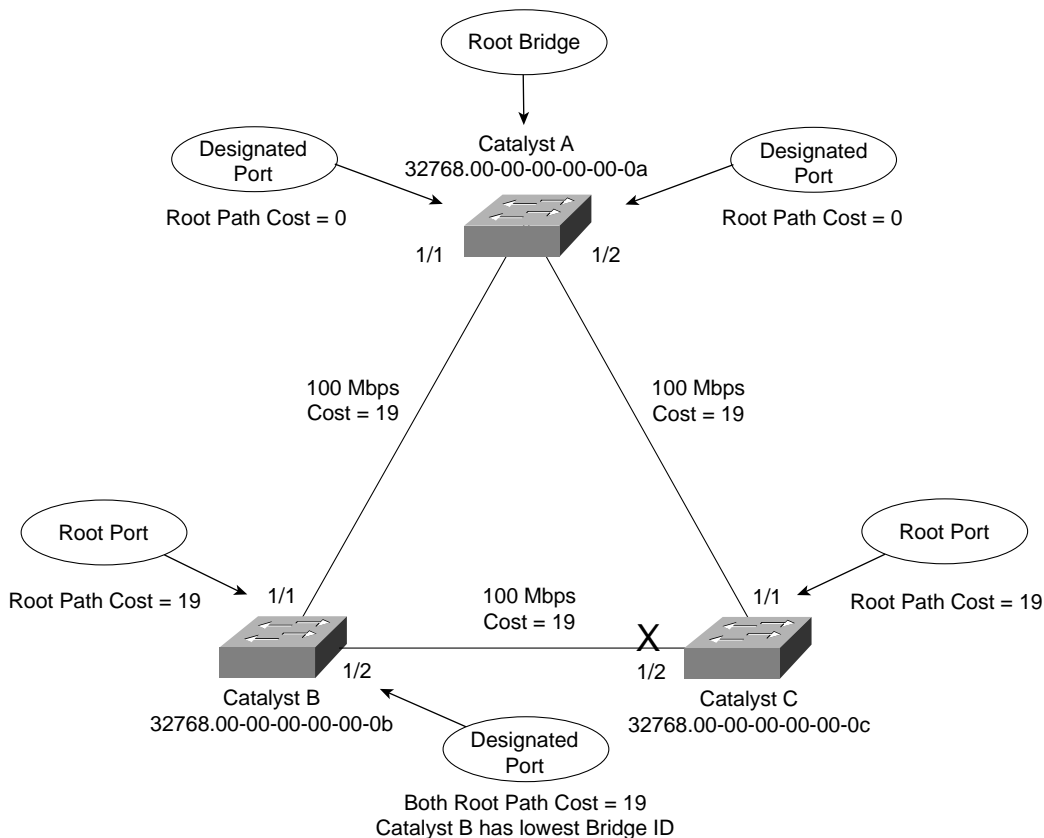 Root Bridge
Designated
Port
Catalyst A
32768.00-00-00-00-00-0a
Designated
Port
Root Path Cost = 0
Root Path Cost = 0
1/1
1/2
100 Mbps
Cost = 19
100 Mbps
Cost = 19
Root Port
Root Port
Root Path Cost = 19
1/1
100 Mbps
Cost = 19
1/1
Root Path Cost = 19
X
1/2
1/2
Catalyst B
32768.00-00-00-00-00-0b
Catalyst C
32768.00-00-00-00-00-0c
Designated
Port
Both Root Path Cost = 19
Catalyst B has lowest Bridge ID